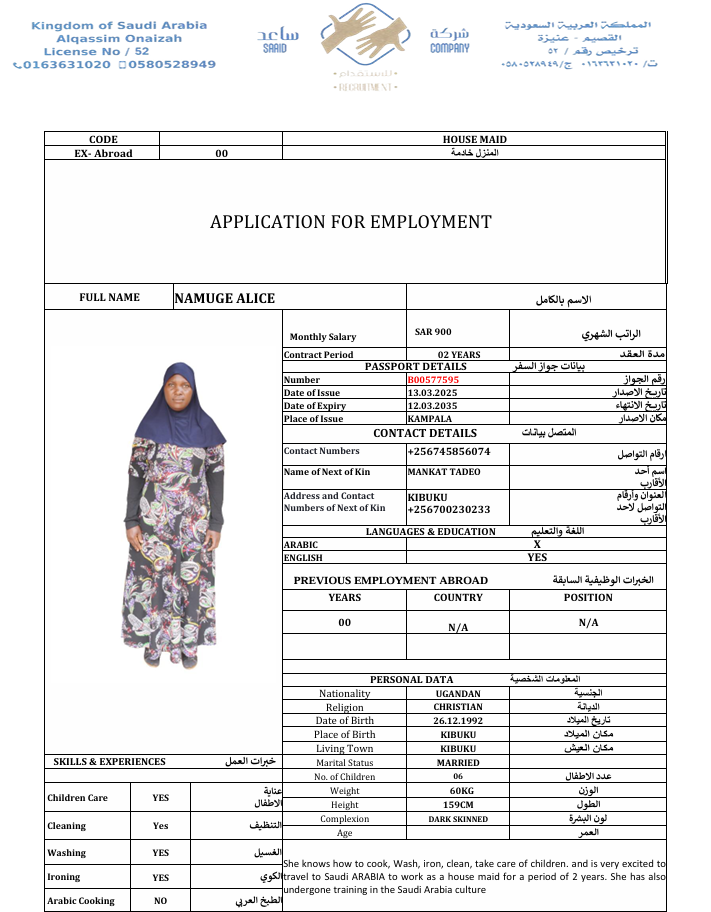 Kingdom of Saudi Arabia
Alqassim Onaizah
License No / 52
0163631020 0580528949
ساعد
SAAID
شركة
COMPANY
للاستقدام
RECRUITMENT
المملكة العربية السعودية
القصيم - عنيزة
ترخيص رقم / ٥٢
ت/ ٠١٦٣٦٣١٠٢٠ ج/ ٠٥٨٠٥٢٨٩٤٩
CODE HOUSE MAID
EX- Abroad 00 المنزل خادمة
APPLICATION FOR EMPLOYMENT
FULL NAME NAMUGE ALICE الاسم بالكامل
Monthly Salary SAR 900 الراتب الشهري
Contract Period 02 YEARS مدة العقد
PASSPORT DETAILS بيانات جواز السفر
Number B00577595 رقم الجواز
Date of Issue 13.03.2025 تاريخ الاصدار
Date of Expiry 12.03.2035 تاريخ الانتهاء
Place of Issue KAMPALA مكان الاصدار
CONTACT DETAILS المتصل بيانات
Contact Numbers +256745856074 ارقام التواصل
Name of Next of Kin MANKAT TADEO اسم أحد
الأقارب
Address and Contact KIBUKU العنوان وأرقام
Numbers of Next of Kin +256700230233 التواصل لاحد
الأقارب
LANGUAGES & EDUCATION اللغة والتعليم
ARABIC X
ENGLISH YES
PREVIOUS EMPLOYMENT ABROAD الخبرات الوظيفية السابقة
YEARS COUNTRY POSITION
00 N/A N/A
PERSONAL DATA المعلومات الشخصية
Nationality UGANDAN الجنسية
Religion CHRISTIAN الديانة
Date of Birth 26.12.1992 تاريخ الميلاد
Place of Birth KIBUKU مكان الميلاد
Living Town KIBUKU مكان العيش
Marital Status MARRIED
No. of Children 06 عدد الاطفال
Weight 60KG الوزن
Height 159CM الطول
Complexion DARK SKINNED لون البشرة
Age العمر
SKILLS & EXPERIENCES خبرات العمل
Children Care YES عناية
الاطفال
Cleaning Yes التنظيف
Washing YES الغسيل
Ironing YES الكوي
Arabic Cooking NO الطبخ العربي
She knows how to cook, Wash, iron, clean, take care of children. and is very excited to
travel to Saudi ARABIA to work as a house maid for a period of 2 years. She has also
undergone training in the Saudi Arabia culture